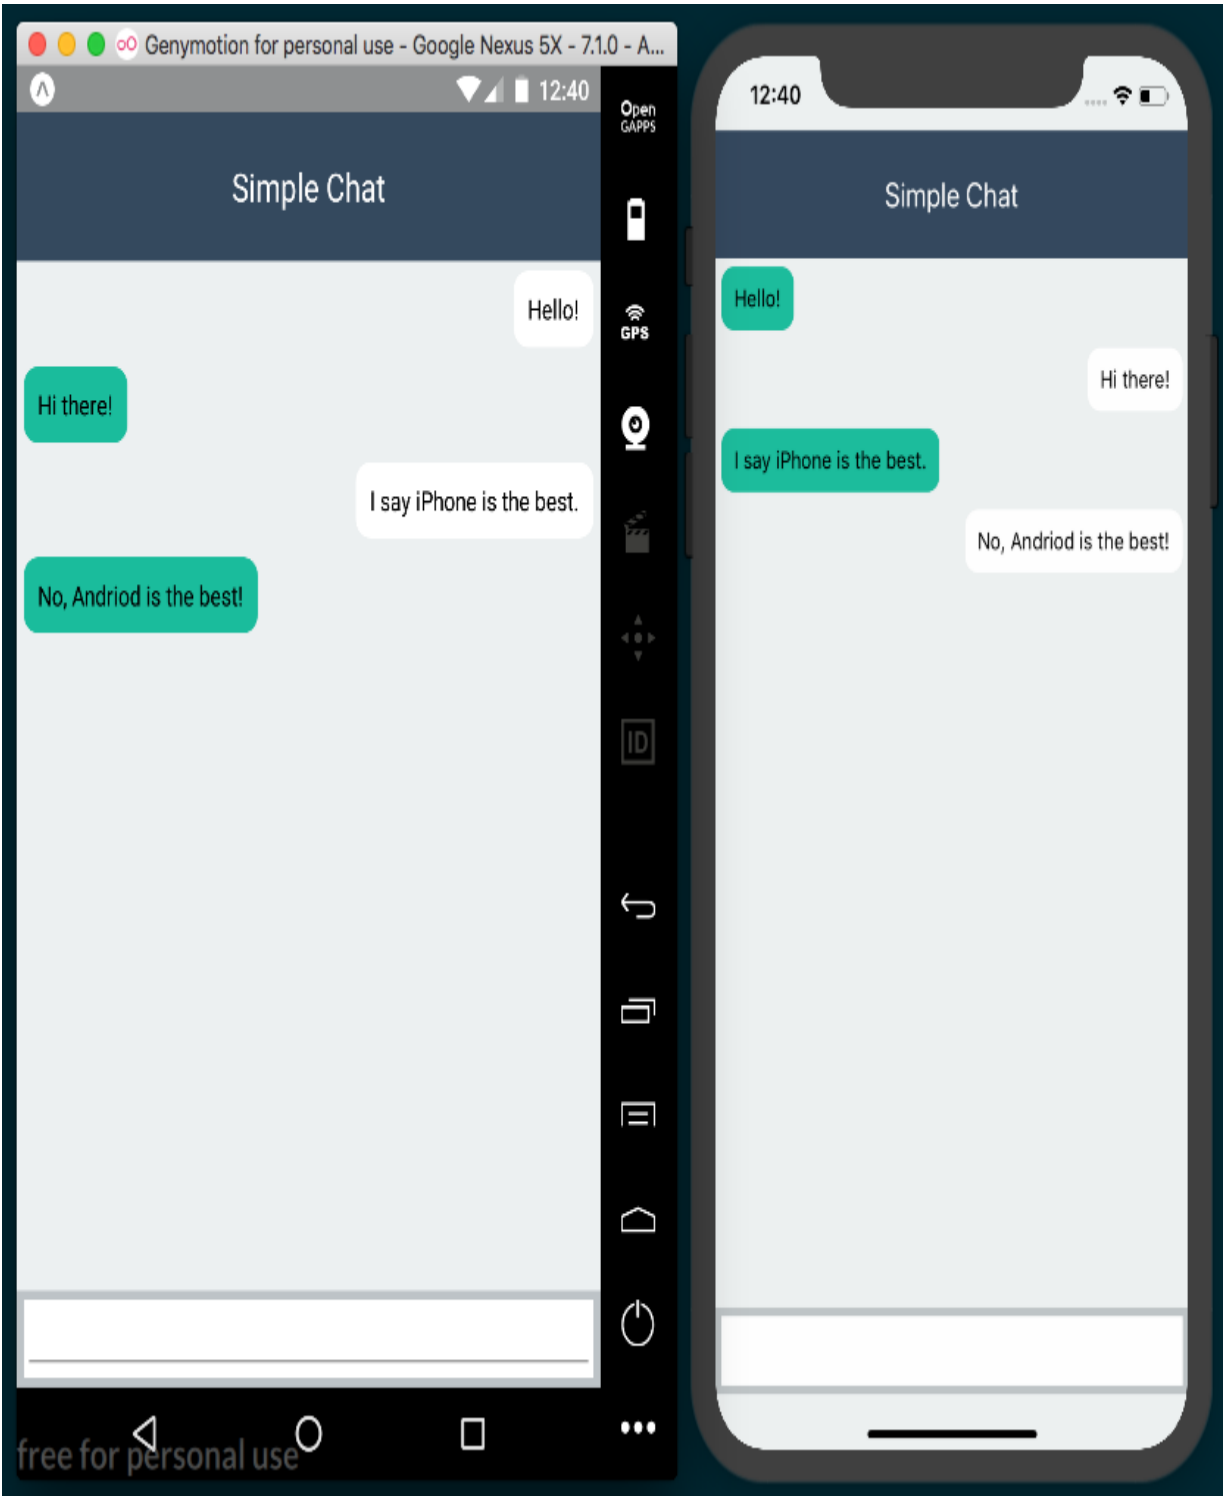 Genymotion for personal use - Google Nexus 5X - 7.1.0 - A...
12:40
Simple Chat
Hello!
Hi there!
I say iPhone is the best.
No, Andriod is the best!
free for personal use
Open
GAPPS
GPS
ID
12:40
Simple Chat
Hello!
Hi there!
I say iPhone is the best.
No, Andriod is the best!